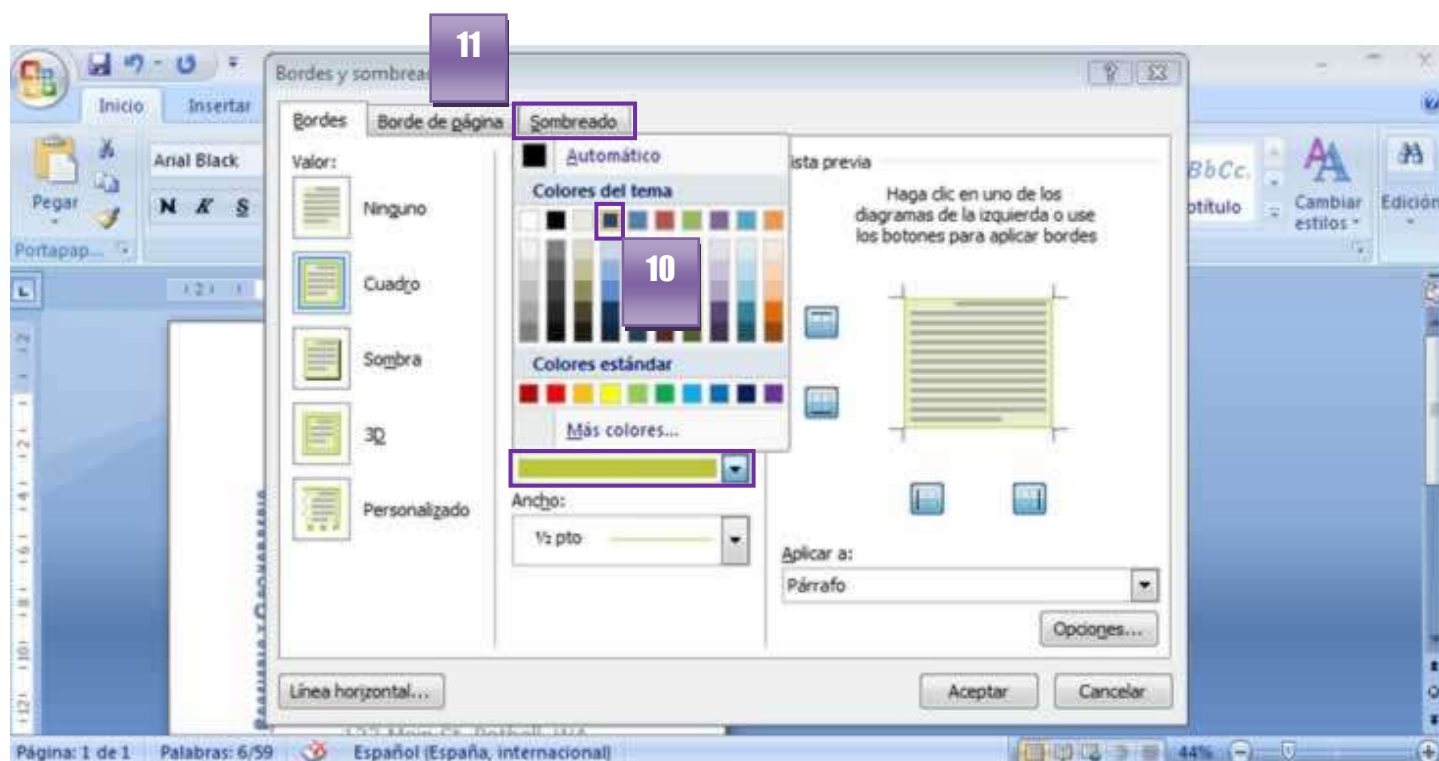 11
Bordes y sombread
Inicio
Insertar
Bordes
Borde de página
Sombreado
Pegar
Portapap...
Arial Black
N K S
BbCc.
otítulo
Cambiar
estilos
Edición
Valor:
Ninguno
Cuadro
Sombra
3D
Personalizado
Automático
Colores del tema
10
Colores estándar
Más colores...
Ancho:
½ pto
ista previa
Haga clic en uno de los
diagramas de la izquierda o use
los botones para aplicar bordes
Aplicar a:
Párrafo
Opciones...
Línea horizontal...
Aceptar
Cancelar
Página: 1 de 1
Palabras: 6/59
Español (España, internacional)
44%